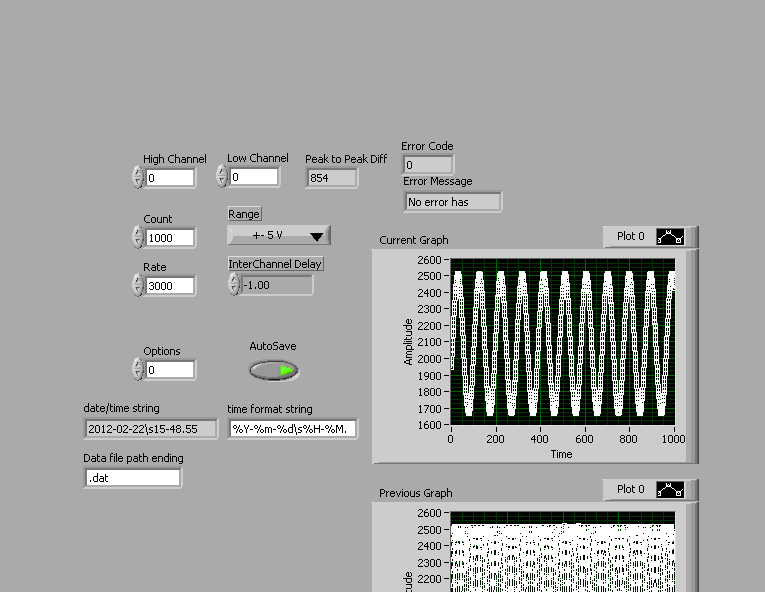 High Channel
0
Low Channel
0
Peak to Peak Diff
854
Error Code
0
Error Message
No error has
Count
1000
Range
+- 5 V
Rate
3000
InterChannel Delay
-1.00
Options
0
AutoSave
date/time string
2012-02-22\s15-48.55
time format string
%Y-%m-%d\s%H-%M.
Data file path ending
.dat
Current Graph
Plot 0
Amplitude
2600
2500
2400
2300
2200
2100
2000
1900
1800
1700
1600
0 200 400 600 800 1000
Time
Previous Graph
Plot 0
2600
2500
2400
2300
2200